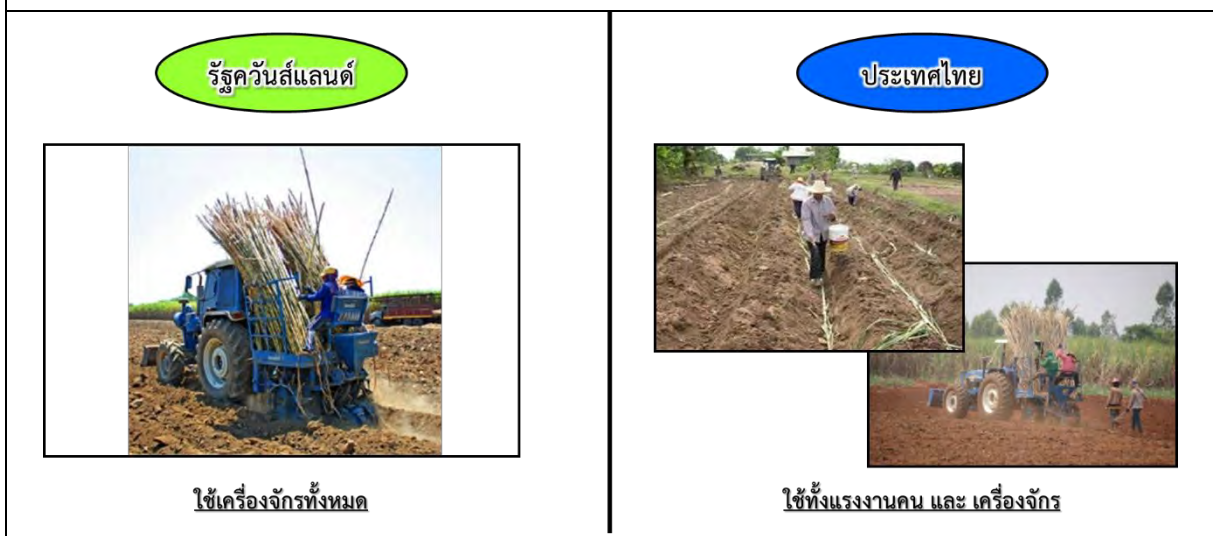 รัฐควันส์แลนด์
ประเทศไทย
ใช้เครื่องจักรทั้งหมด
ใช้ทั้งแรงงานคน และ เครื่องจักร